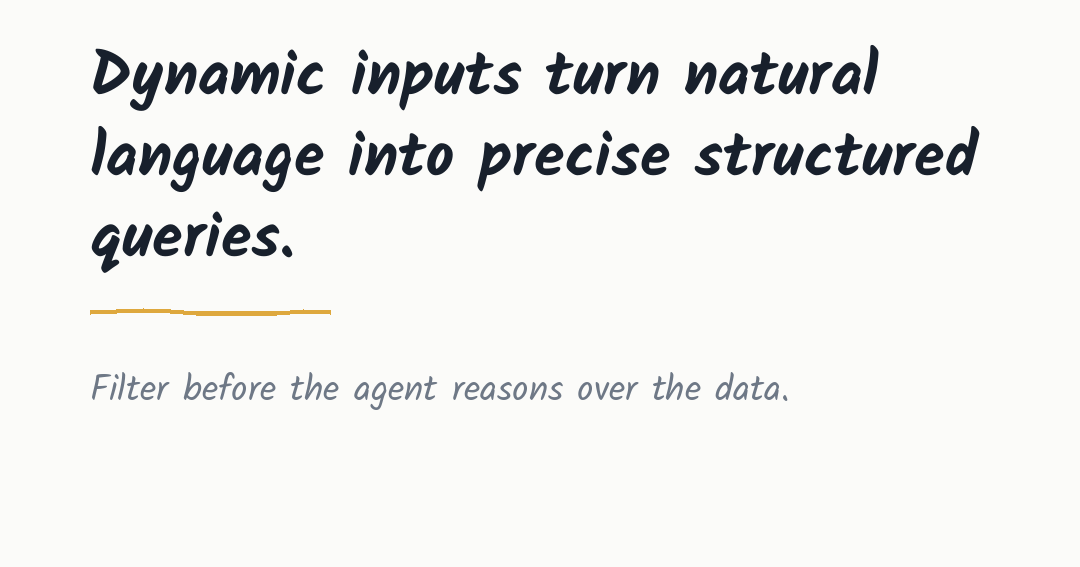 Dynamic inputs turn natural
language into precise structured
queries.
Filter before the agent reasons over the data.